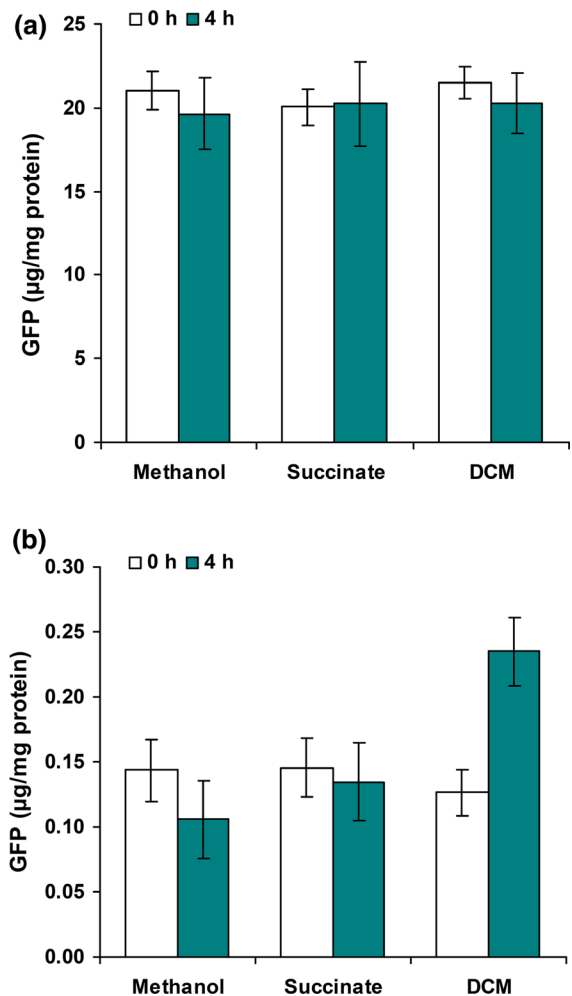 (a)
0 h 4 h
25
20
15
10
5
0
GFP (µg/mg protein)
Methanol Succinate DCM
(b)
0 h 4 h
0.30
0.25
0.20
0.15
0.10
0.05
0.00
GFP (µg/mg protein)
Methanol Succinate DCM